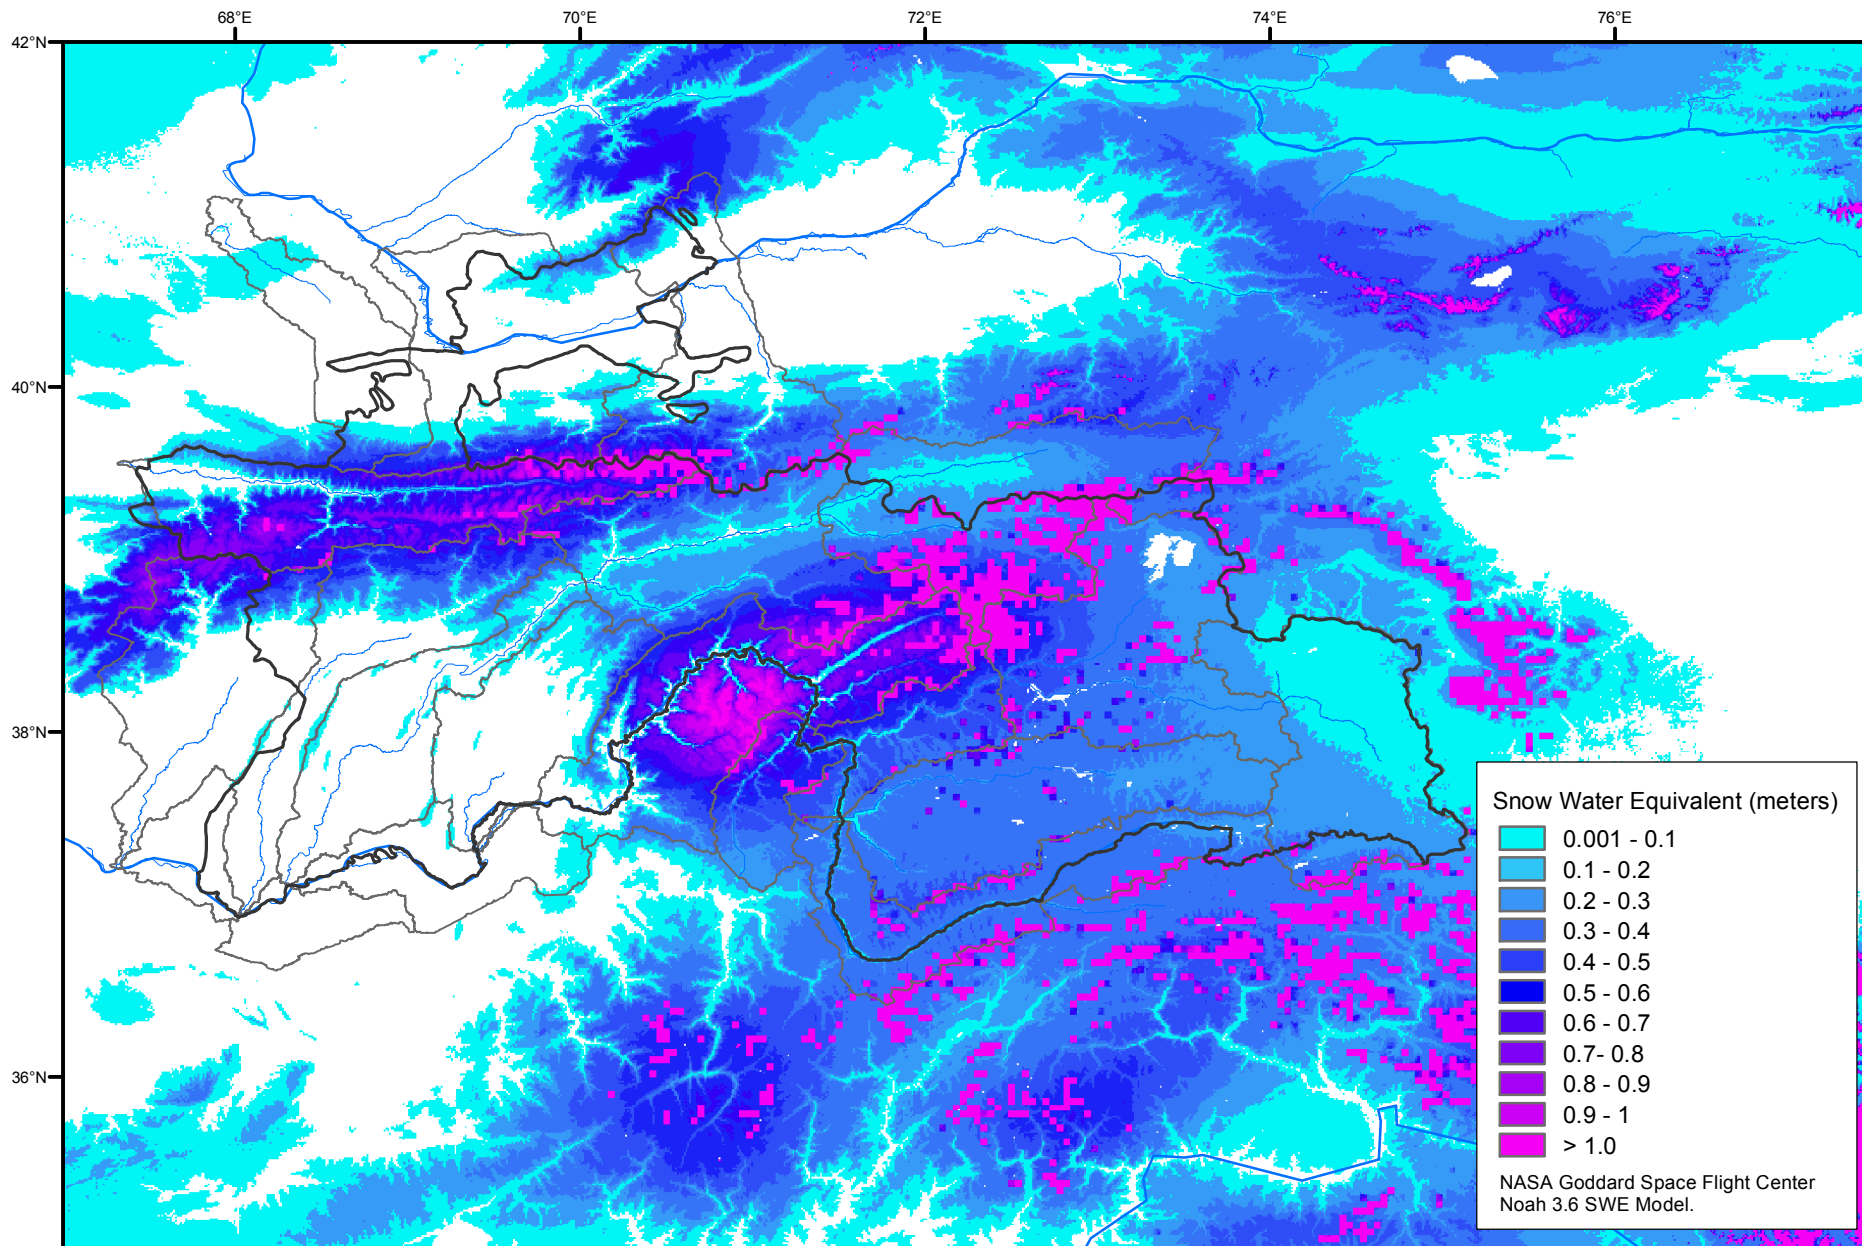 68°E
70°E
72°E
74°E
76°E
42°N
40°N
38°N
36°N
Snow Water Equivalent (meters)
0.001 - 0.1
0.1 - 0.2
0.2 - 0.3
0.3 - 0.4
0.4 - 0.5
0.5 - 0.6
0.6 - 0.7
0.7- 0.8
0.8 - 0.9
0.9 - 1
> 1.0
NASA Goddard Space Flight Center
Noah 3.6 SWE Model.